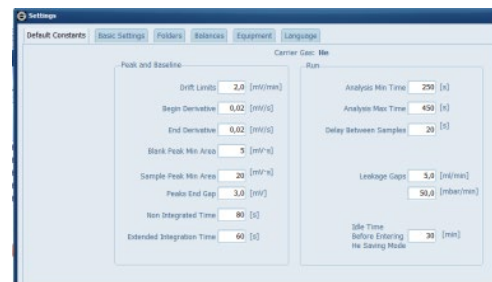 Settings
Default Constants Basic Settings Folders Balances Equipment Language
Carrier Gas: He
Peak and Baseline
Drift Limits 2,0 [mV/min]
Begin Derivative 0,02 [mV/s]
End Derivative 0,02 [mV/s]
Blank Peak Min Area 5 [mV*s]
Sample Peak Min Area 20 [mV*s]
Peaks End Gap 3,0 [mV]
Non Integrated Time 80 [s]
Extended Integration Time 60 [s]
Run
Analysis Min Time 250 [s]
Analysis Max Time 450 [s]
Delay Between Samples 20 [s]
Leakage Gaps 5,0 [ml/min]
50,0 [mbar/min]
Idle Time
Before Entering 30 [min]
He Saving Mode